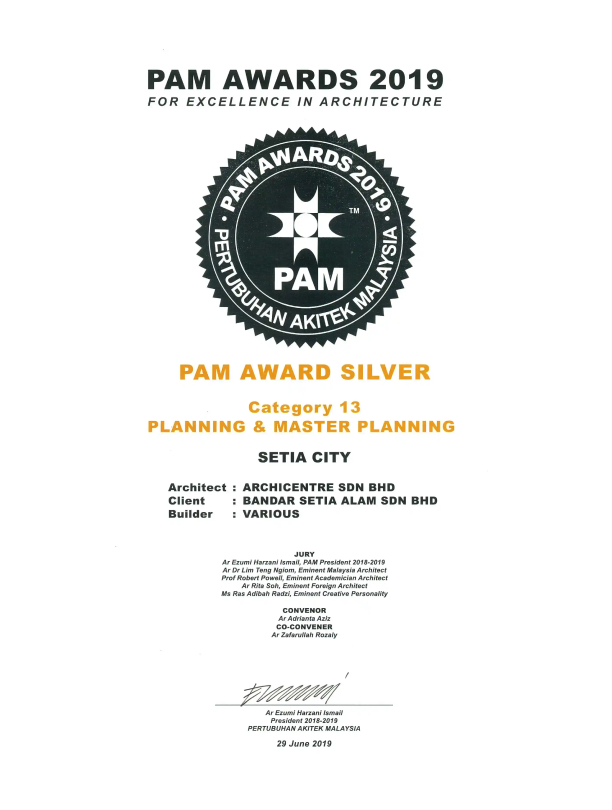 PAM AWARDS 2019
FOR EXCELLENCE IN ARCHITECTURE
• PAM AWARDS 2019 •
TM
PAM
PERTUBUHAN AKITEK MALAYSIA
PAM AWARD SILVER
Category 13
PLANNING & MASTER PLANNING
SETIA CITY
Architect : ARCHICENTRE SDN BHD
Client : BANDAR SETIA ALAM SDN BHD
Builder : VARIOUS
JURY
Ar Ezumi Harzani Ismail, PAM President 2018-2019
Ar Dr Lim Teng Ngiom, Eminent Malaysia Architect
Prof Robert Powell, Eminent Academician Architect
Ar Rita Soh, Eminent Foreign Architect
Ms Ras Adibah Radzi, Eminent Creative Personality
CONVENOR
Ar Adrianta Aziz
CO-CONVENER
Ar Zafarullah Rozaly
Ar Ezumi Harzani Ismail
President 2018-2019
PERTUBUHAN AKITEK MALAYSIA
29 June 2019